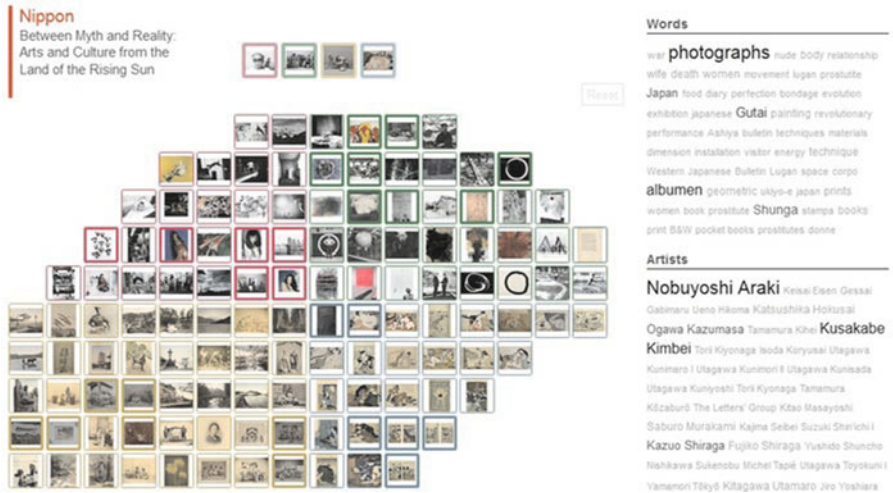 Nippon
Between Myth and Reality:
Arts and Culture from the
Land of the Rising Sun
Reset
Words
war photographs nude body relationship
wife death women movement lugan prostitute
Japan food diary perfection bondage evolution
exhibition japanese Gutai painting revolutionary
performance Ashiya bulletin techniques materials
dimension installation visitor energy technique
Western Japanese Bulletin Lugan space corpo
albumen geometric ukiyo-e japan prints
women book prostitute Shunga stampa books
print B&W pocket books prostitutes donne
Artists
Nobuyoshi Araki Keisai Eisen Gessai
Gabimaru Ueno Hikoma Katsushika Hokusai
Ogawa Kazumasa Tamamura Kihei Kusakabe
Kimbei Torii Kiyonaga Isoda Koryusai Utagawa
Kunimaro I Utagawa Kunimori II Utagawa Kunisada
Utagawa Kuniyoshi Torii Kyonaga Tamamura
Kōzaburō The Letters' Group Kitao Masayoshi
Saburo Murakami Kajima Seibei Suzuki Shin'ichi I
Kazuo Shiraga Fujiko Shiraga Yushido Shuncho
Nishikawa Sukenobu Michel Tapié Utagawa Toyokuni I
Yamamori Tōkyō Kitagawa Utamaro Jiro Yoshiara